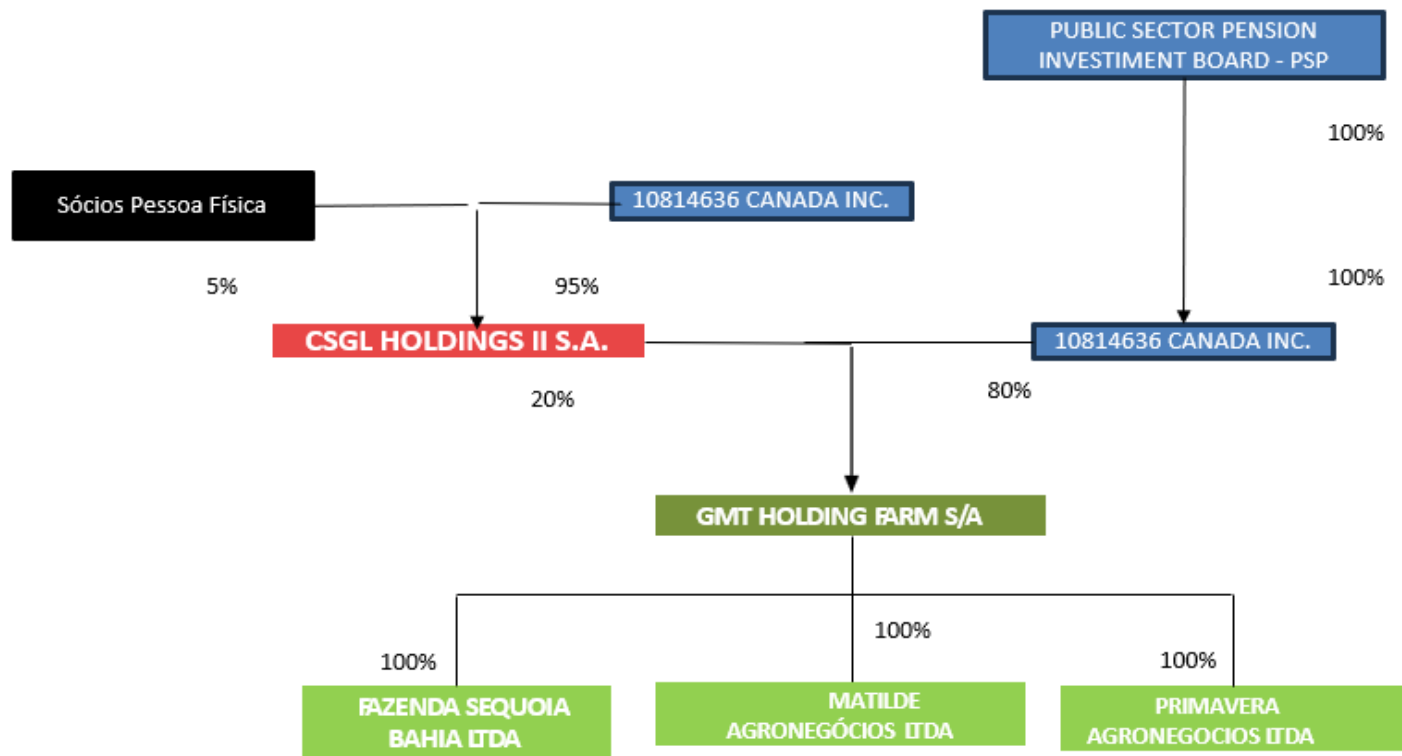 PUBLIC SECTOR PENSION
INVESTIMENT BOARD - PSP
100%
Sócios Pessoa Física
10814636 CANADA INC.
5%
95%
100%
CSGL HOLDINGS II S.A.
10814636 CANADA INC.
20%
80%
GMT HOLDING FARM S/A
100%
100%
100%
FAZENDA SEQUOIA
BAHIA LTDA
MATILDE
AGRONEGÓCIOS LTDA
PRIMAVERA
AGRONEGOCIOS LTDA